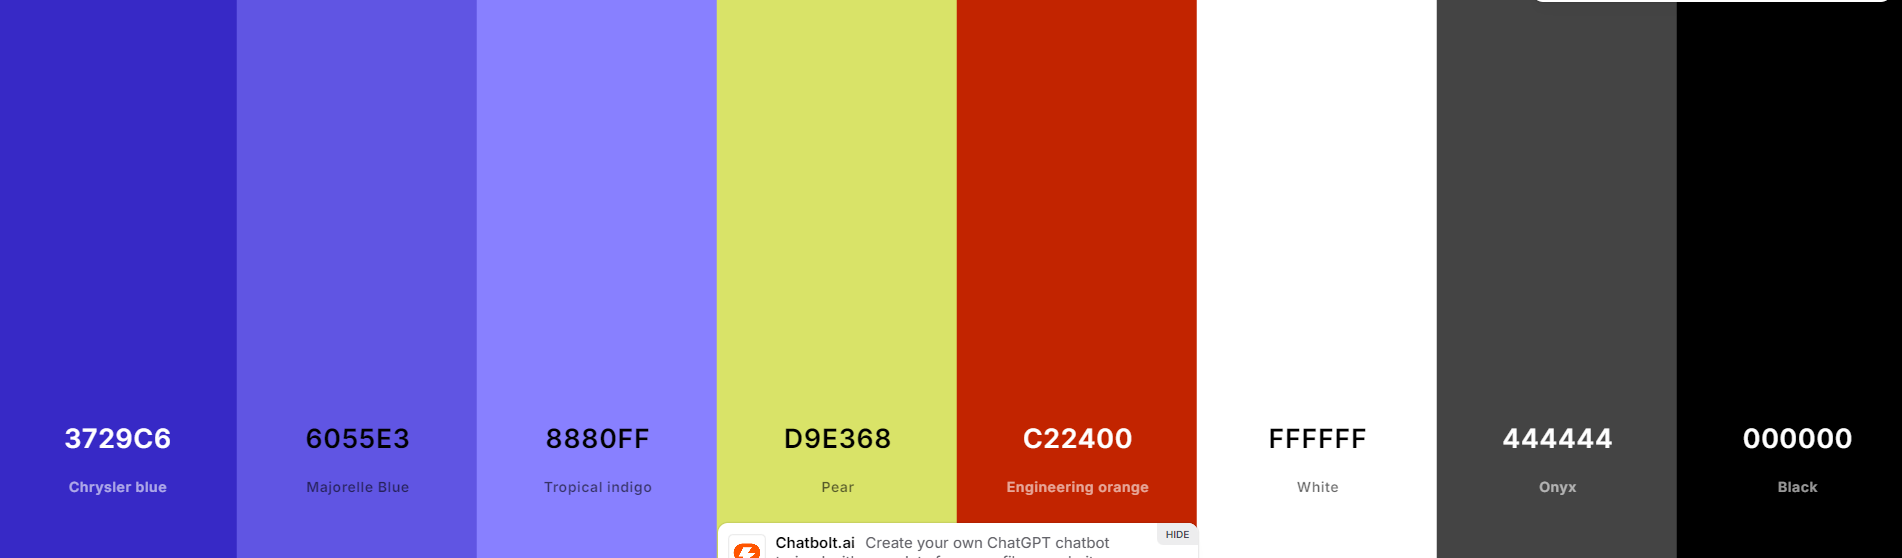 3729C6
Chrysler blue
6055E3
Majorelle Blue
8880FF
Tropical indigo
D9E368
Pear
C22400
Engineering orange
FFFFFF
White
444444
Onyx
000000
Black
HIDE
Chatbolt.ai Create your own ChatGPT chatbot